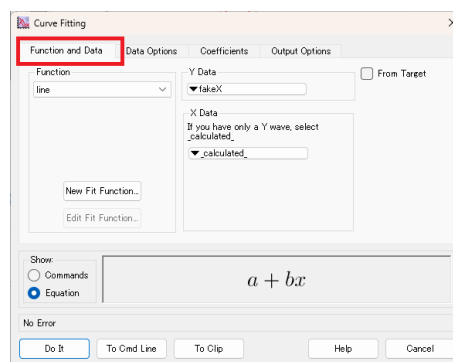 Curve Fitting
Function and Data
Data Options
Coefficients
Output Options
Function
line
Y Data
fakeX
From Target
X Data
If you have only a Y wave, select
_calculated_
_calculated_
New Fit Function...
Edit Fit Function...
Show:
Commands
Equation
a + bx
No Error
Do It
To Cmd Line
To Clip
Help
Cancel